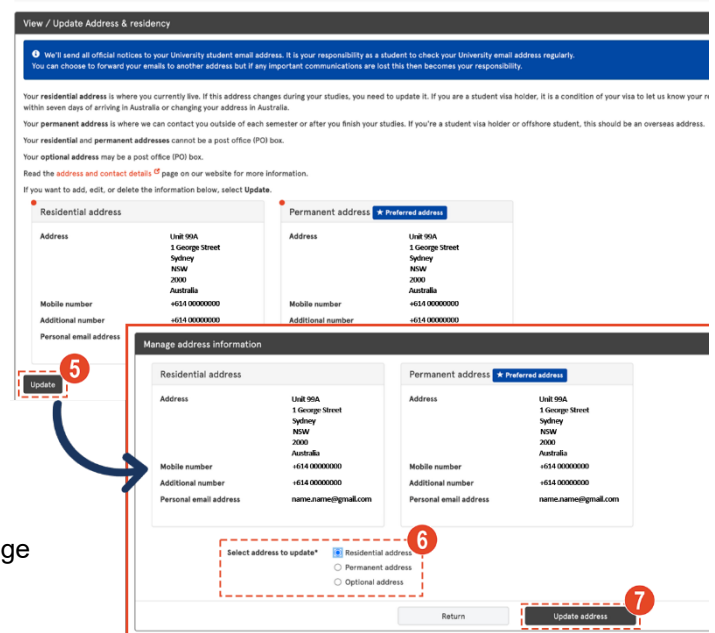 View / Update Address & residency
We'll send all official notices to your University student email address. It is your responsibility as a student to check your University email address regularly.
You can choose to forward your emails to another address but if any important communications are lost this then becomes your responsibility.
Your residential address is where you currently live. If this address changes during your studies, you need to update it. If you are a student visa holder, it is a condition of your visa to let us know your re
within seven days of arriving in Australia or changing your address in Australia.
Your permanent address is where we can contact you outside of each semester or after you finish your studies. If you're a student visa holder or offshore student, this should be an overseas address.
Your residential and permanent addresses cannot be a post office (PO) box.
Your optional address may be a post office (PO) box.
Read the address and contact details page on our website for more information.
If you want to add, edit, or delete the information below, select Update.
Residential address
Address
Unit 99A
1 George Street
Sydney
NSW
2000
Australia
Mobile number +614 00000000
Additional number +614 00000000
Personal email address
Permanent address ★ Preferred address
Address
Unit 99A
1 George Street
Sydney
NSW
2000
Australia
Mobile number +614 00000000
Additional number +614 00000000
Update
5
Manage address information
Residential address
Address
Unit 99A
1 George Street
Sydney
NSW
2000
Australia
Mobile number +614 00000000
Additional number +614 00000000
Personal email address name.name@gmail.com
Permanent address ★ Preferred address
Address
Unit 99A
1 George Street
Sydney
NSW
2000
Australia
Mobile number +614 00000000
Additional number +614 00000000
Personal email address name.name@gmail.com
ge
6
Select address to update* Residential address
Permanent address
Optional address
7
Return
Update address